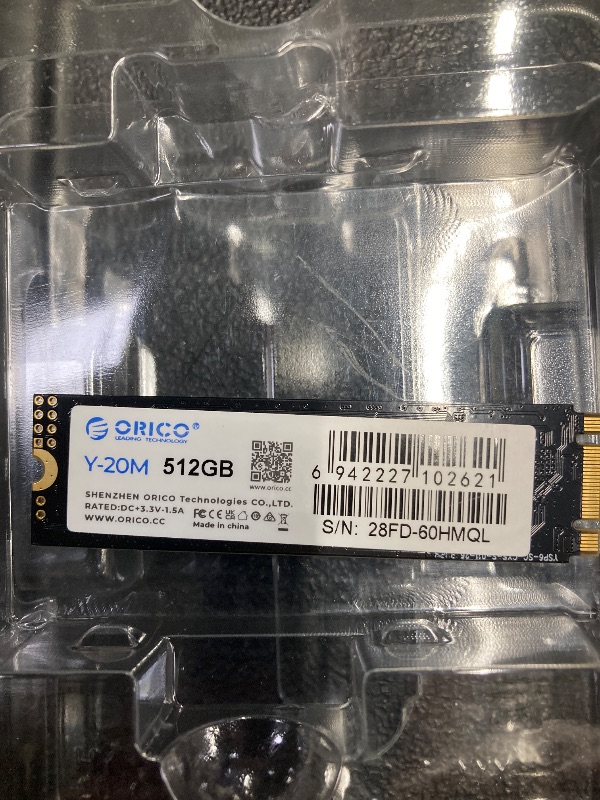 ORICO®
LEADING TECHNOLOGY
Y-20M 512GB
www.orico.cc
SHENZHEN ORICO Technologies CO.,LTD.
RATED:DC+3.3V-1.5A
WWW.ORICO.CC
Made in china
6 942227 102621
S/N: 28FD-60HMQL